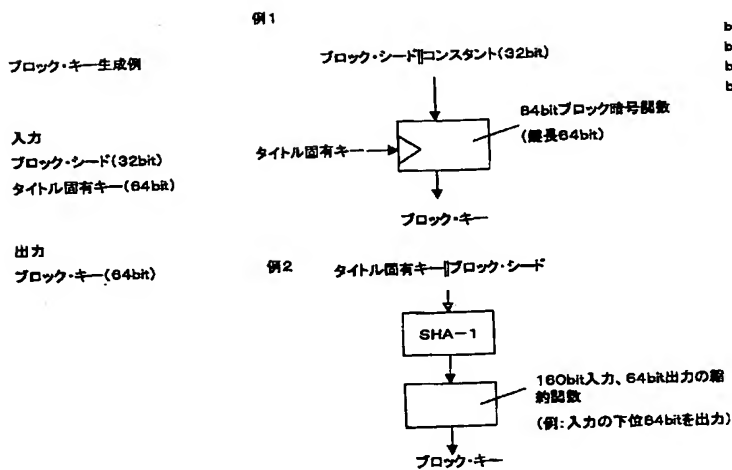 ブロック・キー生成例
入力
ブロック・シード(32bit)
タイトル固有キー(64bit)
出力
ブロック・キー(64bit)
例1
ブロック・シード||コンスタント(32bit)
64bitブロック暗号関数
(鍵長64bit)
タイトル固有キー
ブロック・キー
例2
タイトル固有キー||ブロック・シード
SHA-1
160bit入力、64bit出力の縮
約関数
(例:入力の下位64bitを出力)
ブロック・キー
b
b
b
b